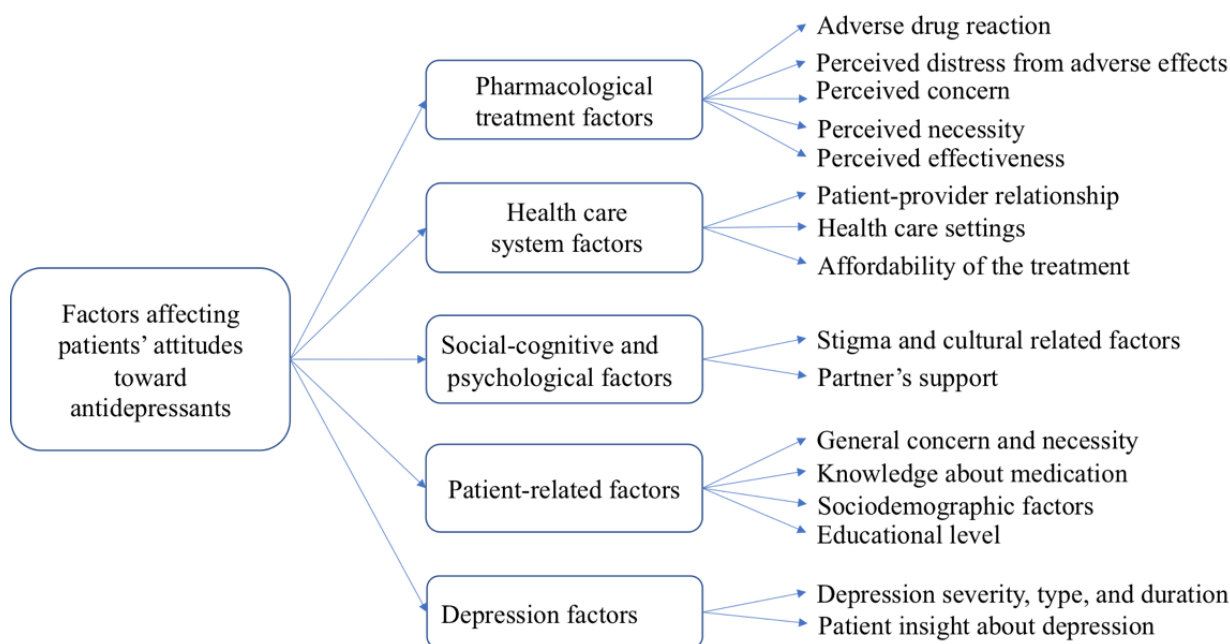 Factors affecting
patients’ attitudes
toward
antidepressants
Pharmacological
treatment factors
Adverse drug reaction
Perceived distress from adverse effects
Perceived concern
Perceived necessity
Perceived effectiveness
Health care
system factors
Patient-provider relationship
Health care settings
Affordability of the treatment
Social-cognitive and
psychological factors
Stigma and cultural related factors
Partner’s support
Patient-related factors
General concern and necessity
Knowledge about medication
Sociodemographic factors
Educational level
Depression factors
Depression severity, type, and duration
Patient insight about depression